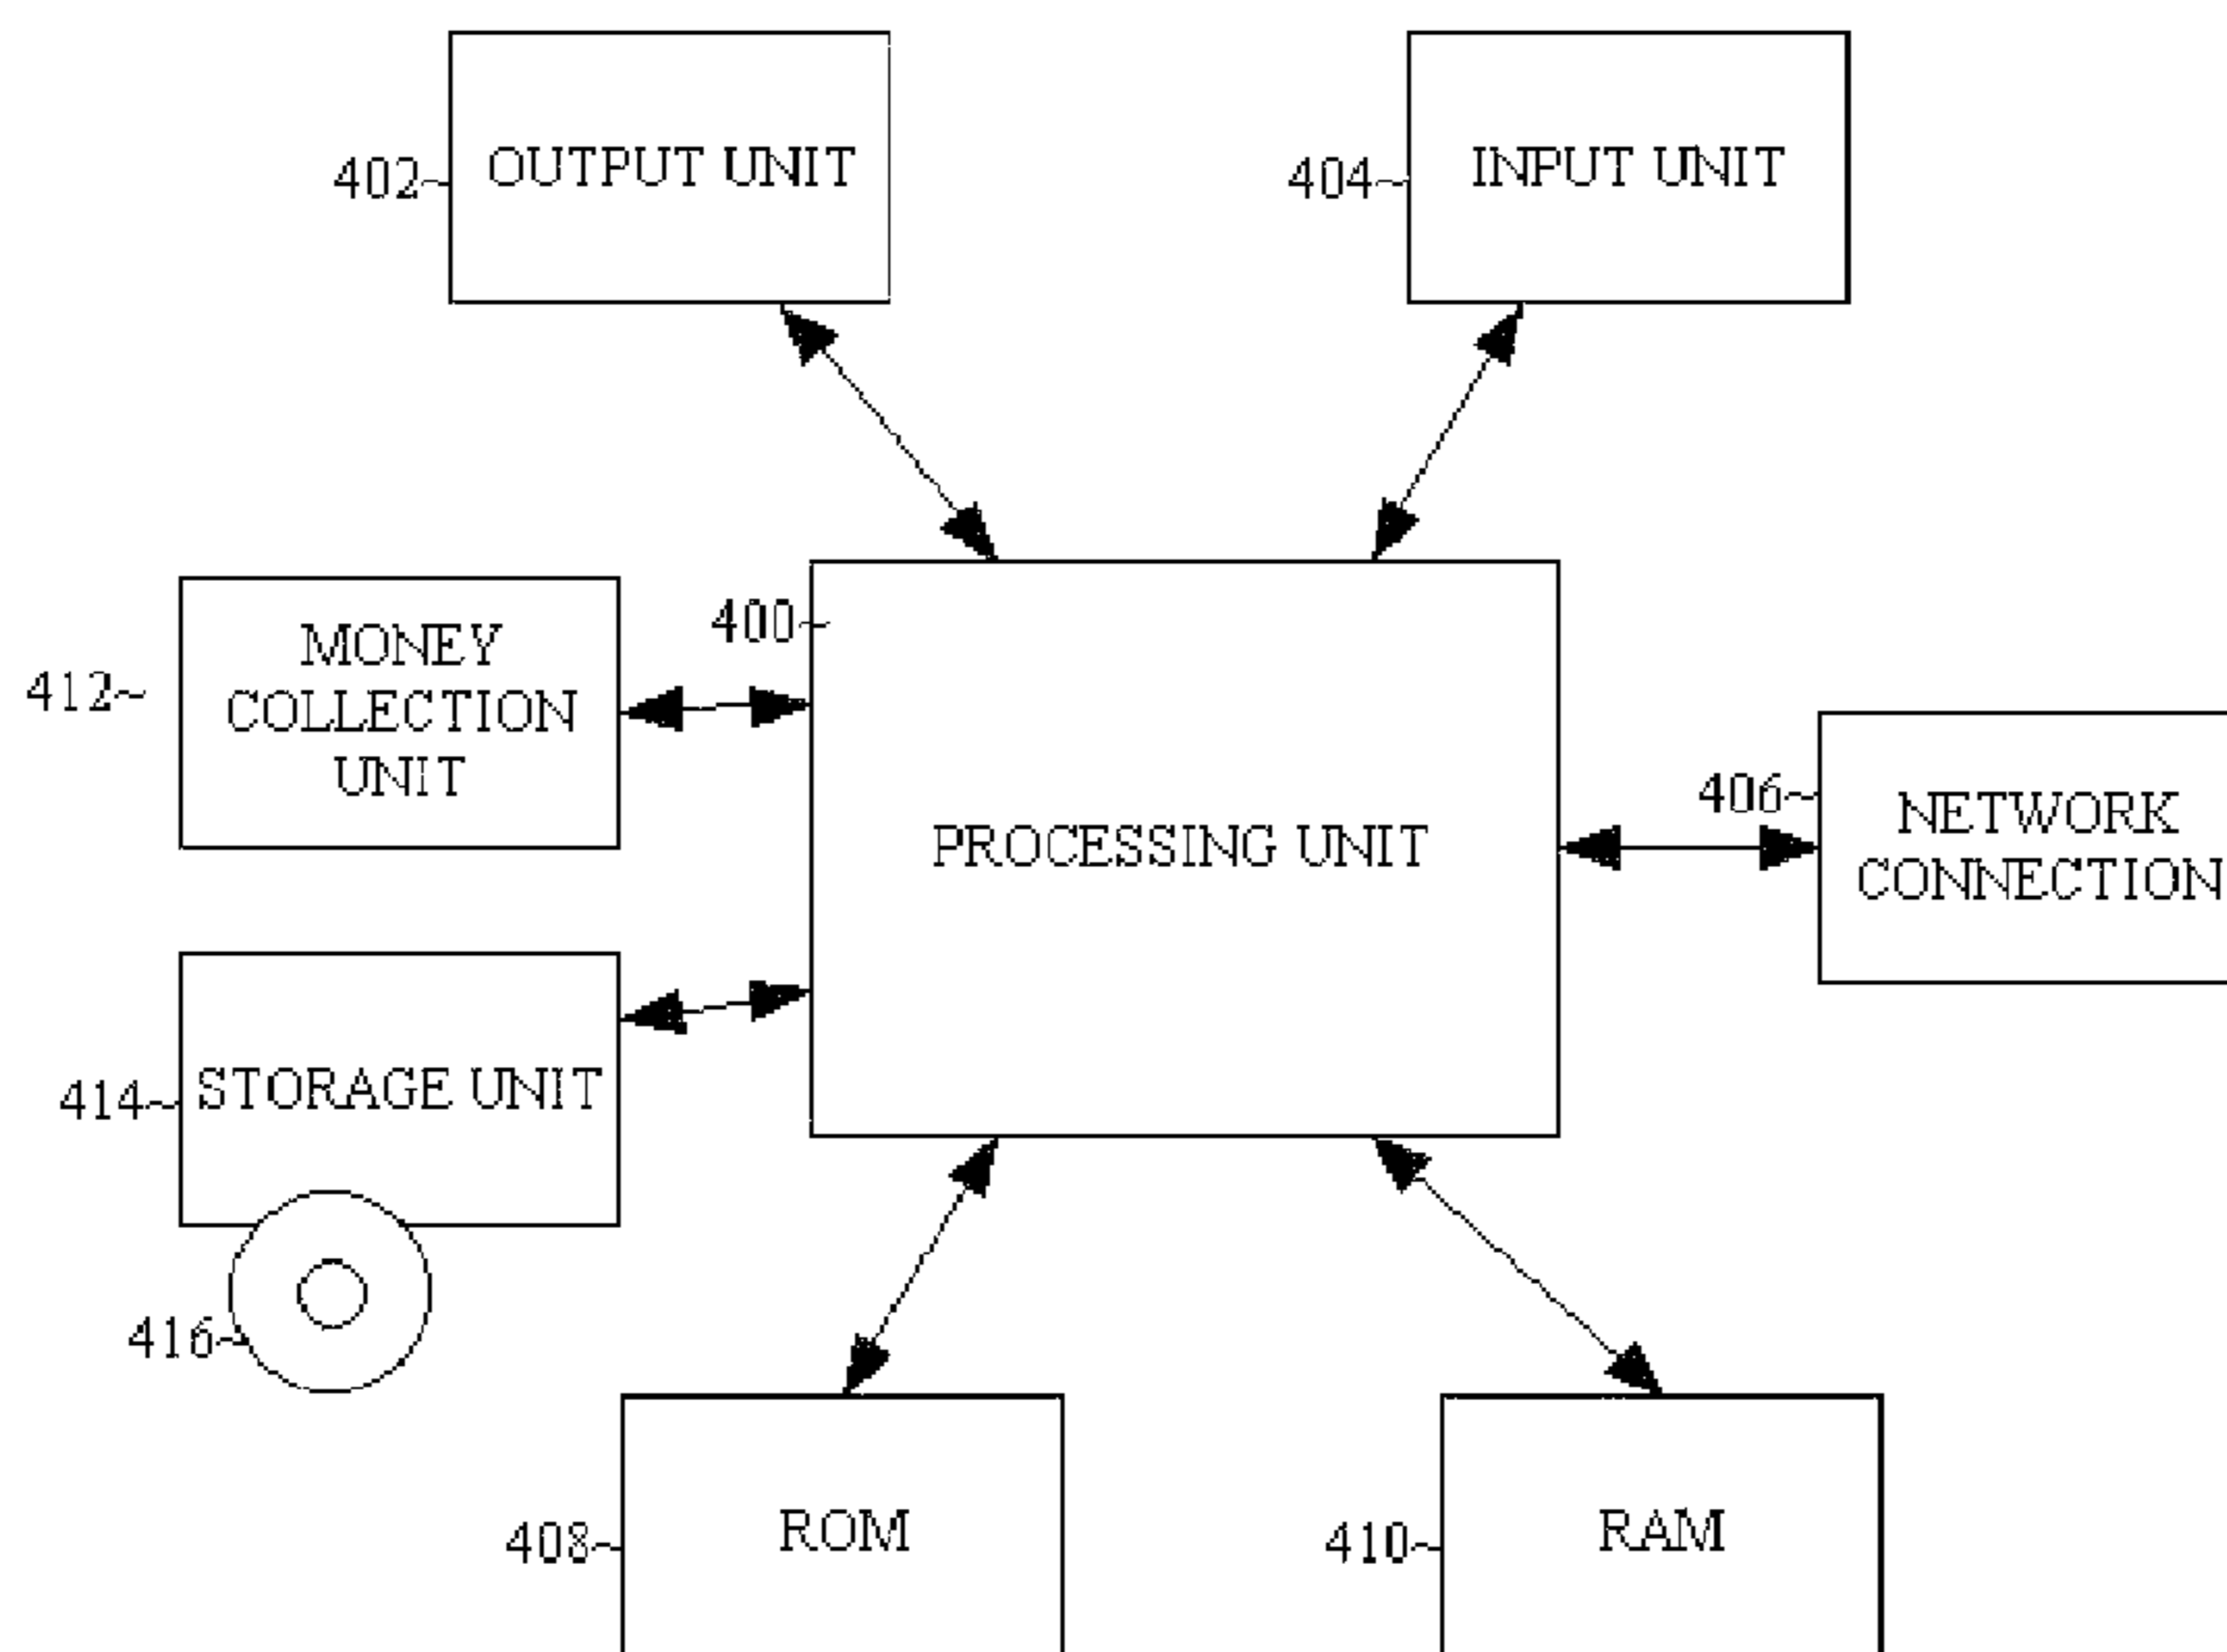 402~ OUTPUT UNIT
404~ INPUT UNIT
400~
412~
MONEY
COLLECTION
UNIT
PROCESSING UNIT
406~
NETWORK
CONNECTION
414~ STORAGE UNIT
416~
408~ ROM
410~ RAM